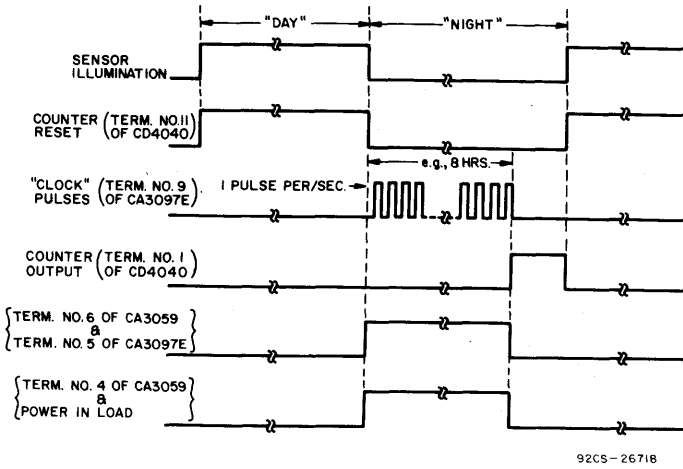 "DAY"
"NIGHT"
SENSOR
ILLUMINATION
COUNTER (TERM. NO.11)
RESET (OF CD4040)
e.g., 8 HRS.
"CLOCK" (TERM. NO. 9)
PULSES (OF CA3097E)
1 PULSE PER/SEC.
COUNTER (TERM. NO. 1)
OUTPUT (OF CD4040)
{TERM. NO.6 OF CA3059
&
TERM. NO. 5 OF CA3097E}
{TERM. NO. 4 OF CA3059
&
POWER IN LOAD}
92CS-26718